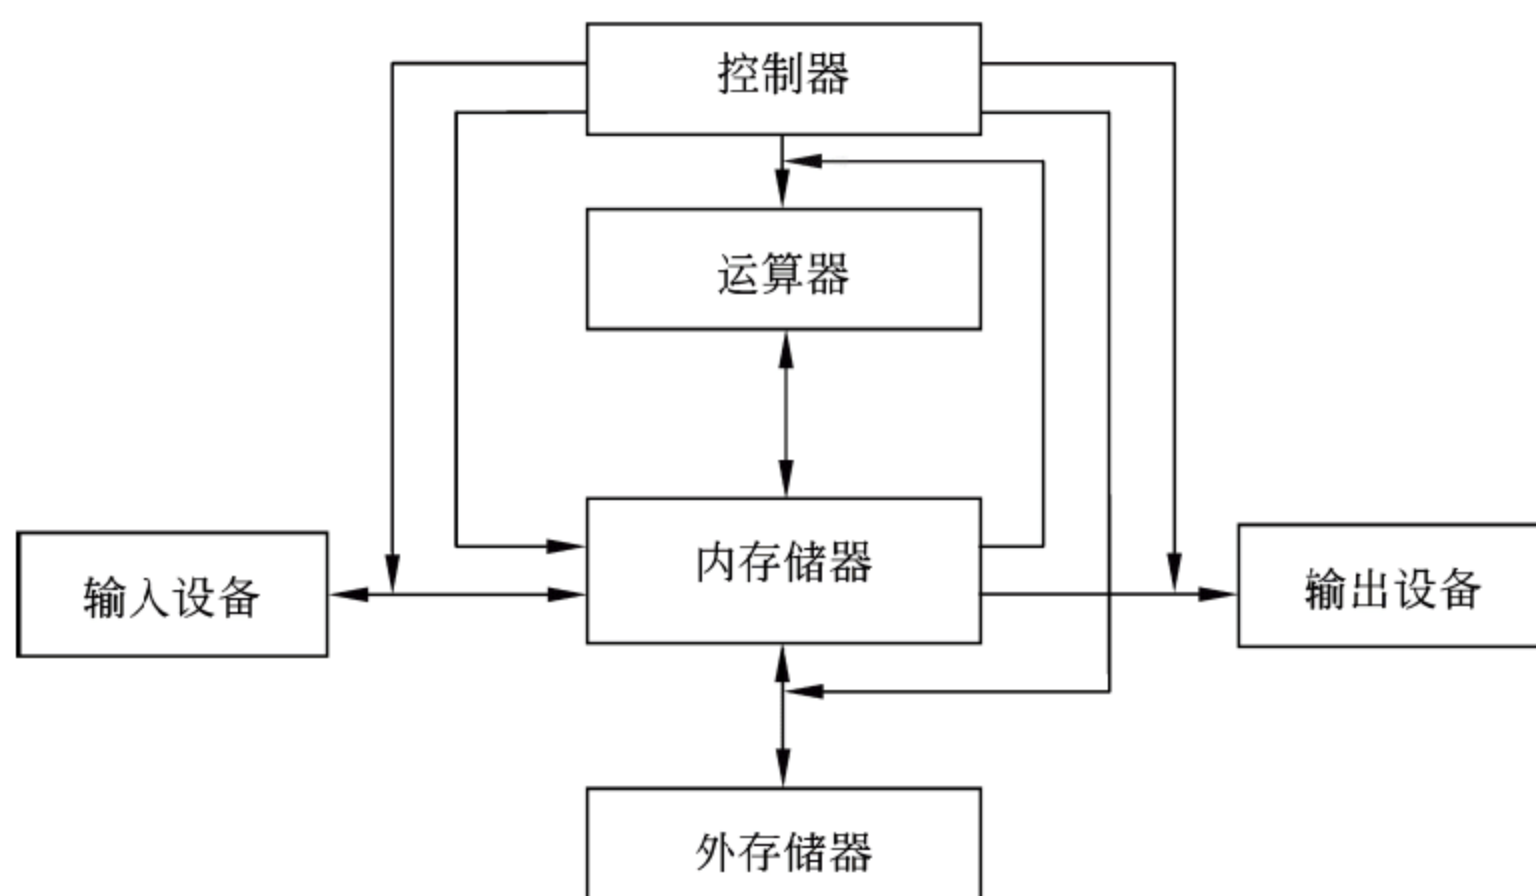 控制器
运算器
内存储器
输入设备
输出设备
外存储器